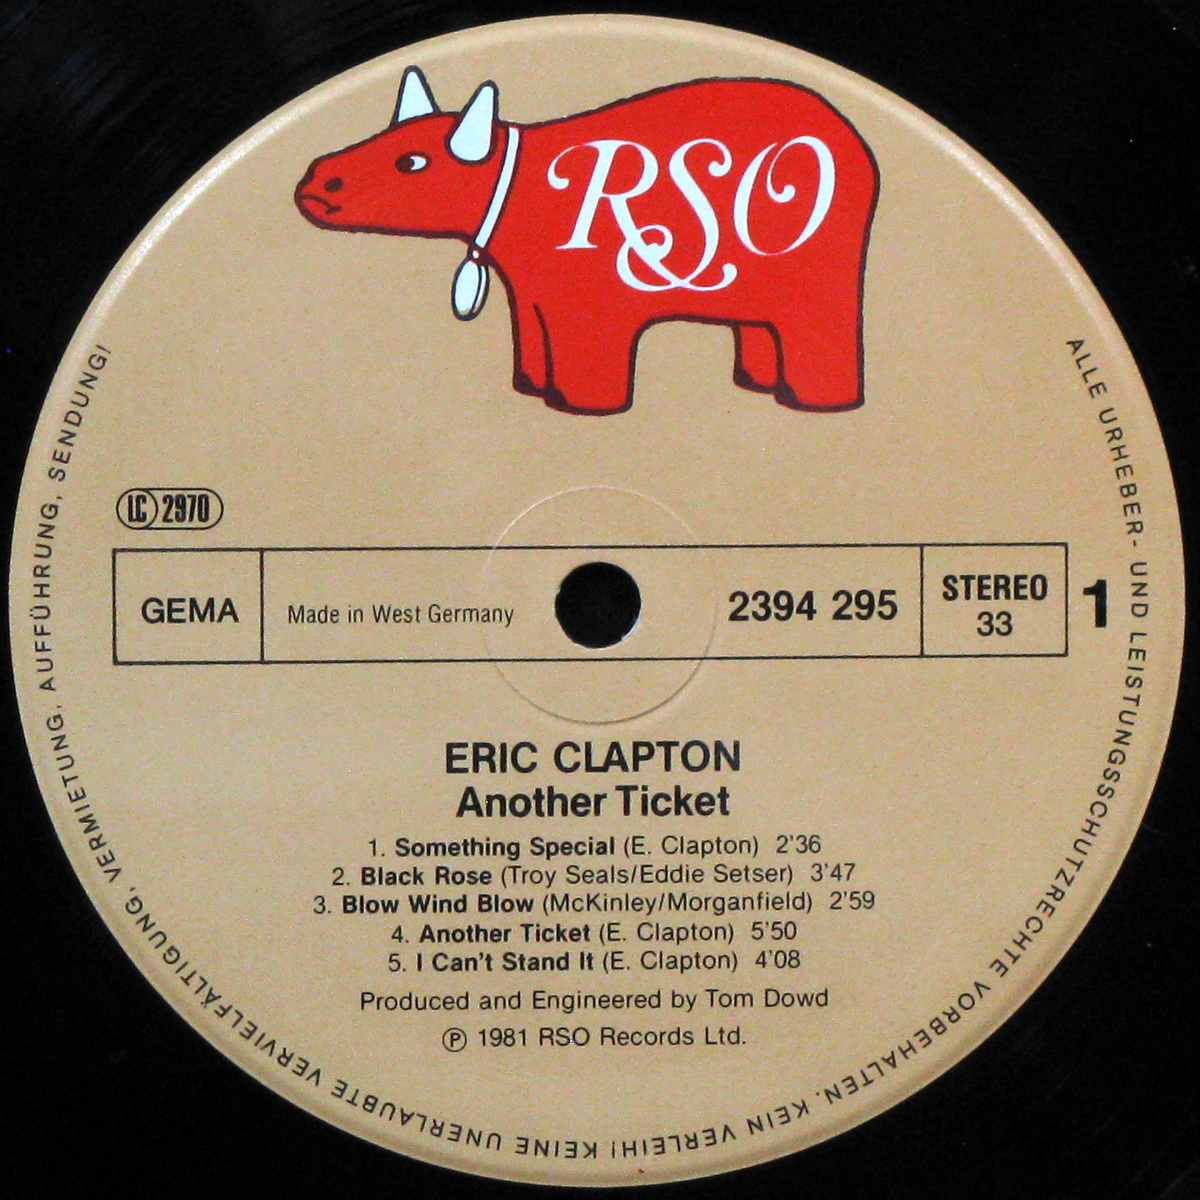 RSO
LC 2970
GEMA
Made in West Germany
2394 295
STEREO
33
1
ERIC CLAPTON
Another Ticket
1. Something Special (E. Clapton) 2'36
2. Black Rose (Troy Seals/Eddie Setser) 3'47
3. Blow Wind Blow (McKinley/Morganfield) 2'59
4. Another Ticket (E. Clapton) 5'50
5. I Can't Stand It (E. Clapton) 4'08
Produced and Engineered by Tom Dowd
℗ 1981 RSO Records Ltd.
ALLE URHEBER- UND LEISTUNGSSCHUTZRECHTE VORBEHALTEN. KEIN VERLEIH! KEINE UNERLAUBTE VERVIELFÄLTIGUNG, VERMIETUNG, AUFFÜHRUNG, SENDUNG!